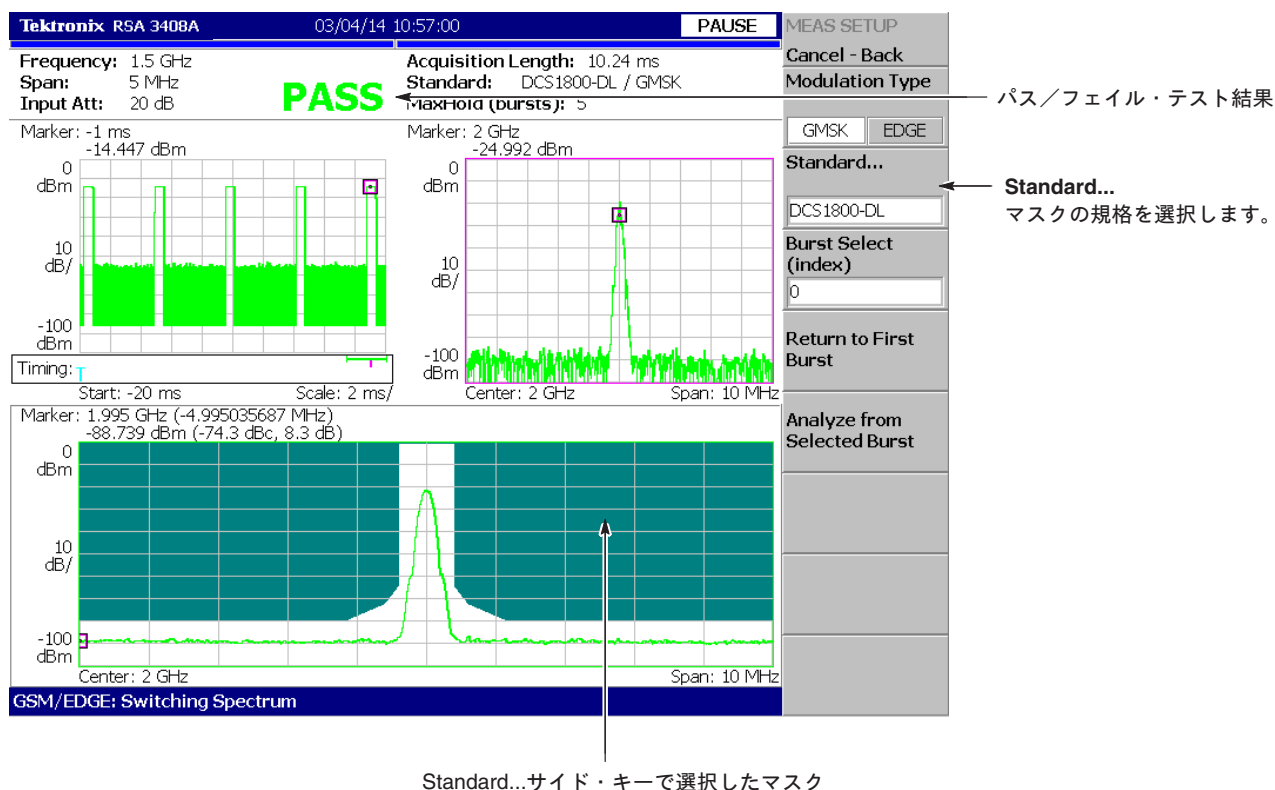 Tektronix RSA 3408A 03/04/14 10:57:00 PAUSE
Frequency: 1.5 GHz
Span: 5 MHz
Input Att: 20 dB
PASS
Acquisition Length: 10.24 ms
Standard: DCS1800-DL / GMSK
MaxHold (bursts): 5
Marker: -1 ms
-14.447 dBm
0
dBm
10
dB/
-100
dBm
Timing:
T
Start: -20 ms Scale: 2 ms/
Marker: 2 GHz
-24.992 dBm
0
dBm
10
dB/
-100
dBm
Center: 2 GHz Span: 10 MHz
Marker: 1.995 GHz (-4.995035687 MHz)
-88.739 dBm (-74.3 dBc, 8.3 dB)
0
dBm
10
dB/
-100
dBm
Center: 2 GHz Span: 10 MHz
GSM/EDGE: Switching Spectrum
MEAS SETUP
Cancel - Back
Modulation Type
GMSK EDGE
Standard...
DCS1800-DL
Burst Select
(index)
0
Return to First
Burst
Analyze from
Selected Burst
パス／フェイル・テスト結果
Standard...
マスクの規格を選択します。
Standard...サイド・キーで選択したマスク